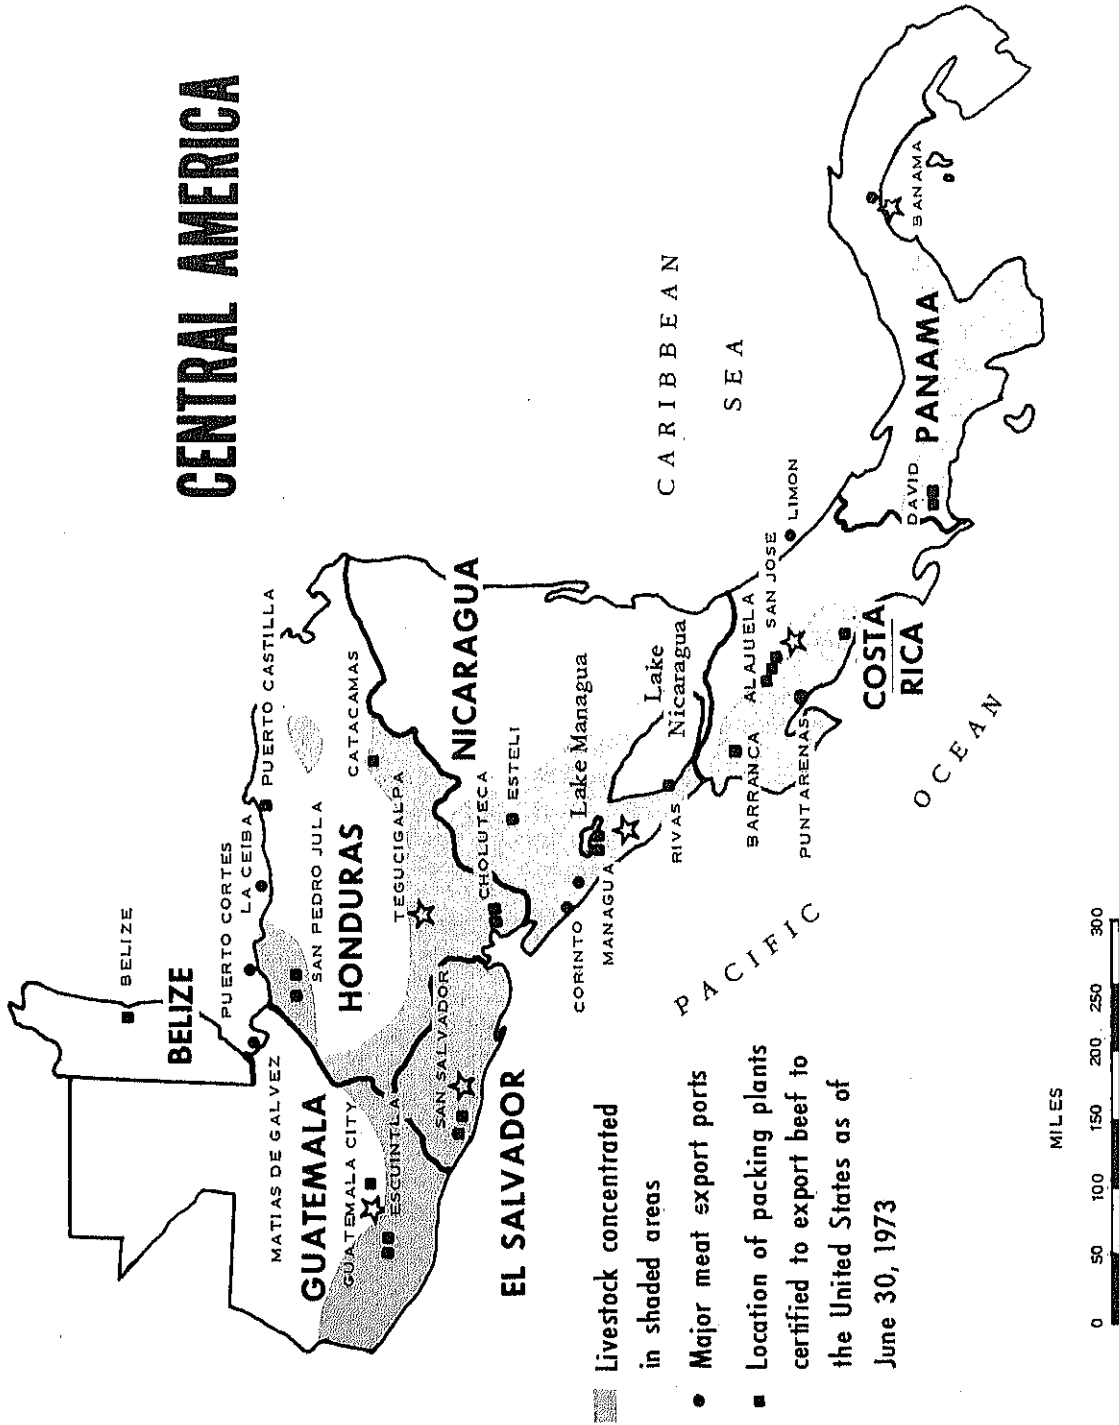 CENTRAL AMERICA
BELIZE
BELIZE
PUERTO CORTES
LA CEIBA
PUERTO CASTILLA
MATIAS DE GALVEZ
SAN PEDRO JULA
HONDURAS
CATACAMAS
TEGUCIGALPA
GUATEMALA
GUATEMALA CITY
ESCUINTLA
SAN SALVADOR
EL SALVADOR
CHOLUTECA
NICARAGUA
ESTELI
CORINTO
MANAGUA
Lake Managua
Lake
Nicaragua
RIVAS
CARIBBEAN
SEA
BARRANCA
ALAJUELA
SAN JOSE
LIMON
PUNTARENAS
COSTA
RICA
DAVID
PANAMA
BANAMA
PACIFIC
OCEAN
Livestock concentrated
in shaded areas
Major meat export ports
Location of packing plants
certified to export beef to
the United States as of
June 30, 1973
MILES
0 50 100 150 200 250 300